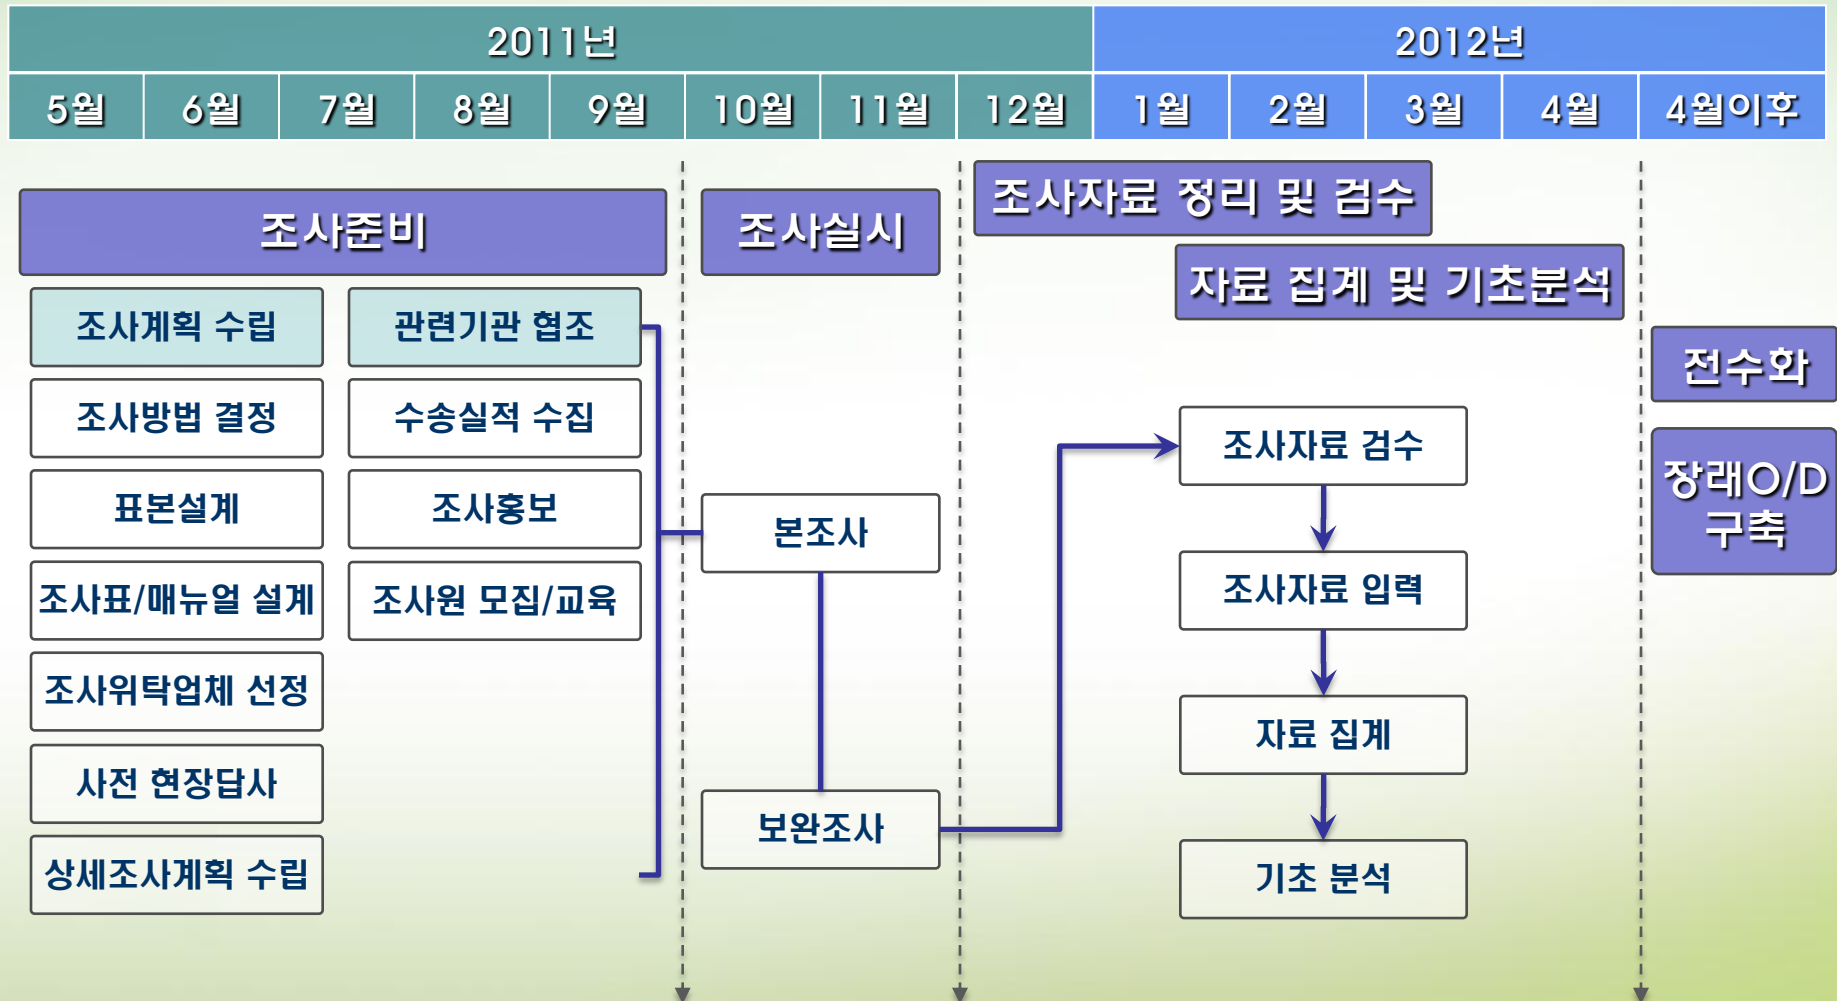 2011년
2012년
5월
6월
7월
8월
9월
10월
11월
12월
1월
2월
3월
4월
4월이후
조사준비
조사실시
조사자료 정리 및 검수
자료 집계 및 기초분석
조사계획 수립
조사방법 결정
표본설계
조사표/매뉴얼 설계
조사위탁업체 선정
사전 현장답사
상세조사계획 수립
관련기관 협조
수송실적 수집
조사홍보
조사원 모집/교육
본조사
보완조사
조사자료 검수
조사자료 입력
자료 집계
기초 분석
전수화
장래O/D
구축